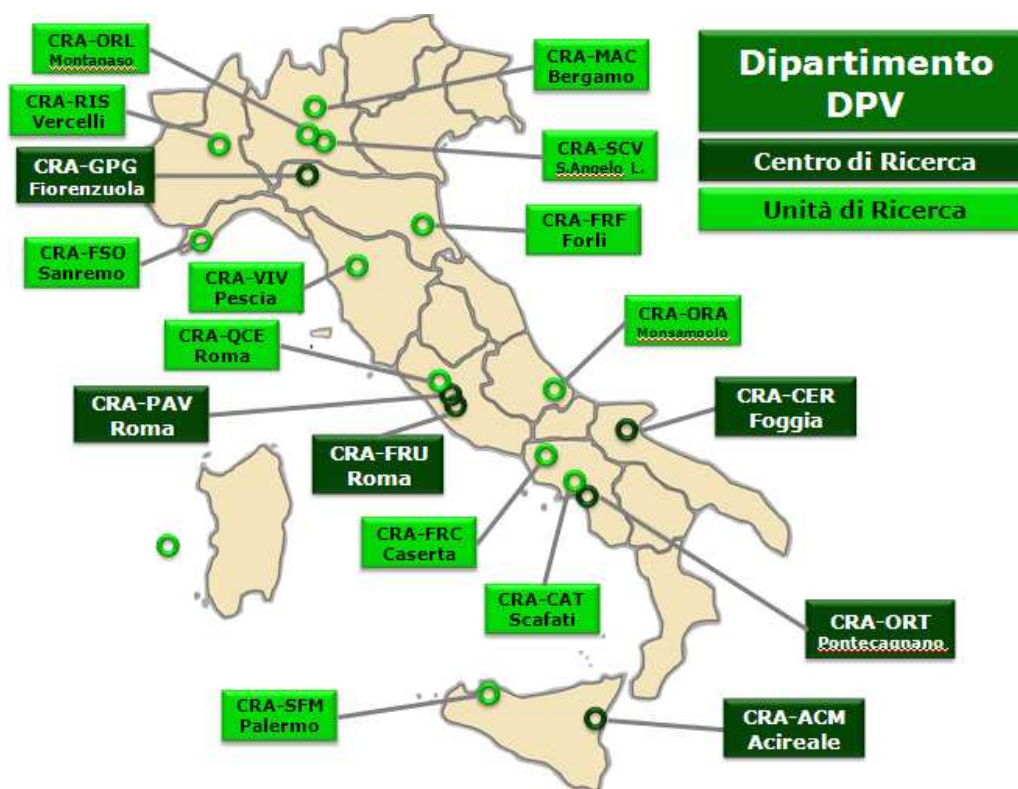 CRA-ORL
Montanaso
CRA-MAC
Bergamo
Dipartimento
DPV
CRA-RIS
Vercelli
CRA-SCV
S.Angelo L.
Centro di Ricerca
CRA-GPG
Fiorenzuola
Unità di Ricerca
CRA-FRF
Forli
CRA-FSO
Sanremo
CRA-VIV
Pescia
CRA-ORA
Monsampolo
CRA-QCE
Roma
CRA-PAV
Roma
CRA-CER
Foggia
CRA-FRU
Roma
CRA-FRC
Caserta
CRA-CAT
Scafati
CRA-ORT
Pontecagnano
CRA-SFM
Palermo
CRA-ACM
Acireale